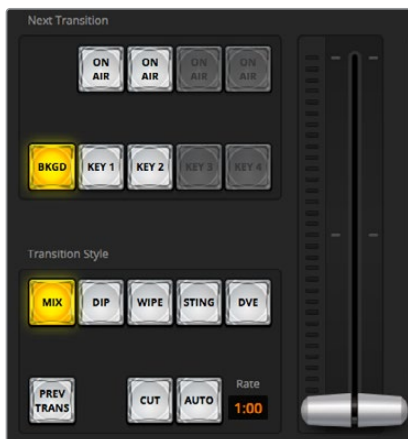 Next Transition
ON AIR ON AIR ON AIR ON AIR
BKGD KEY 1 KEY 2 KEY 3 KEY 4
Transition Style
MIX DIP WIPE STING DVE
Rate
PREV TRANS CUT AUTO 1:00